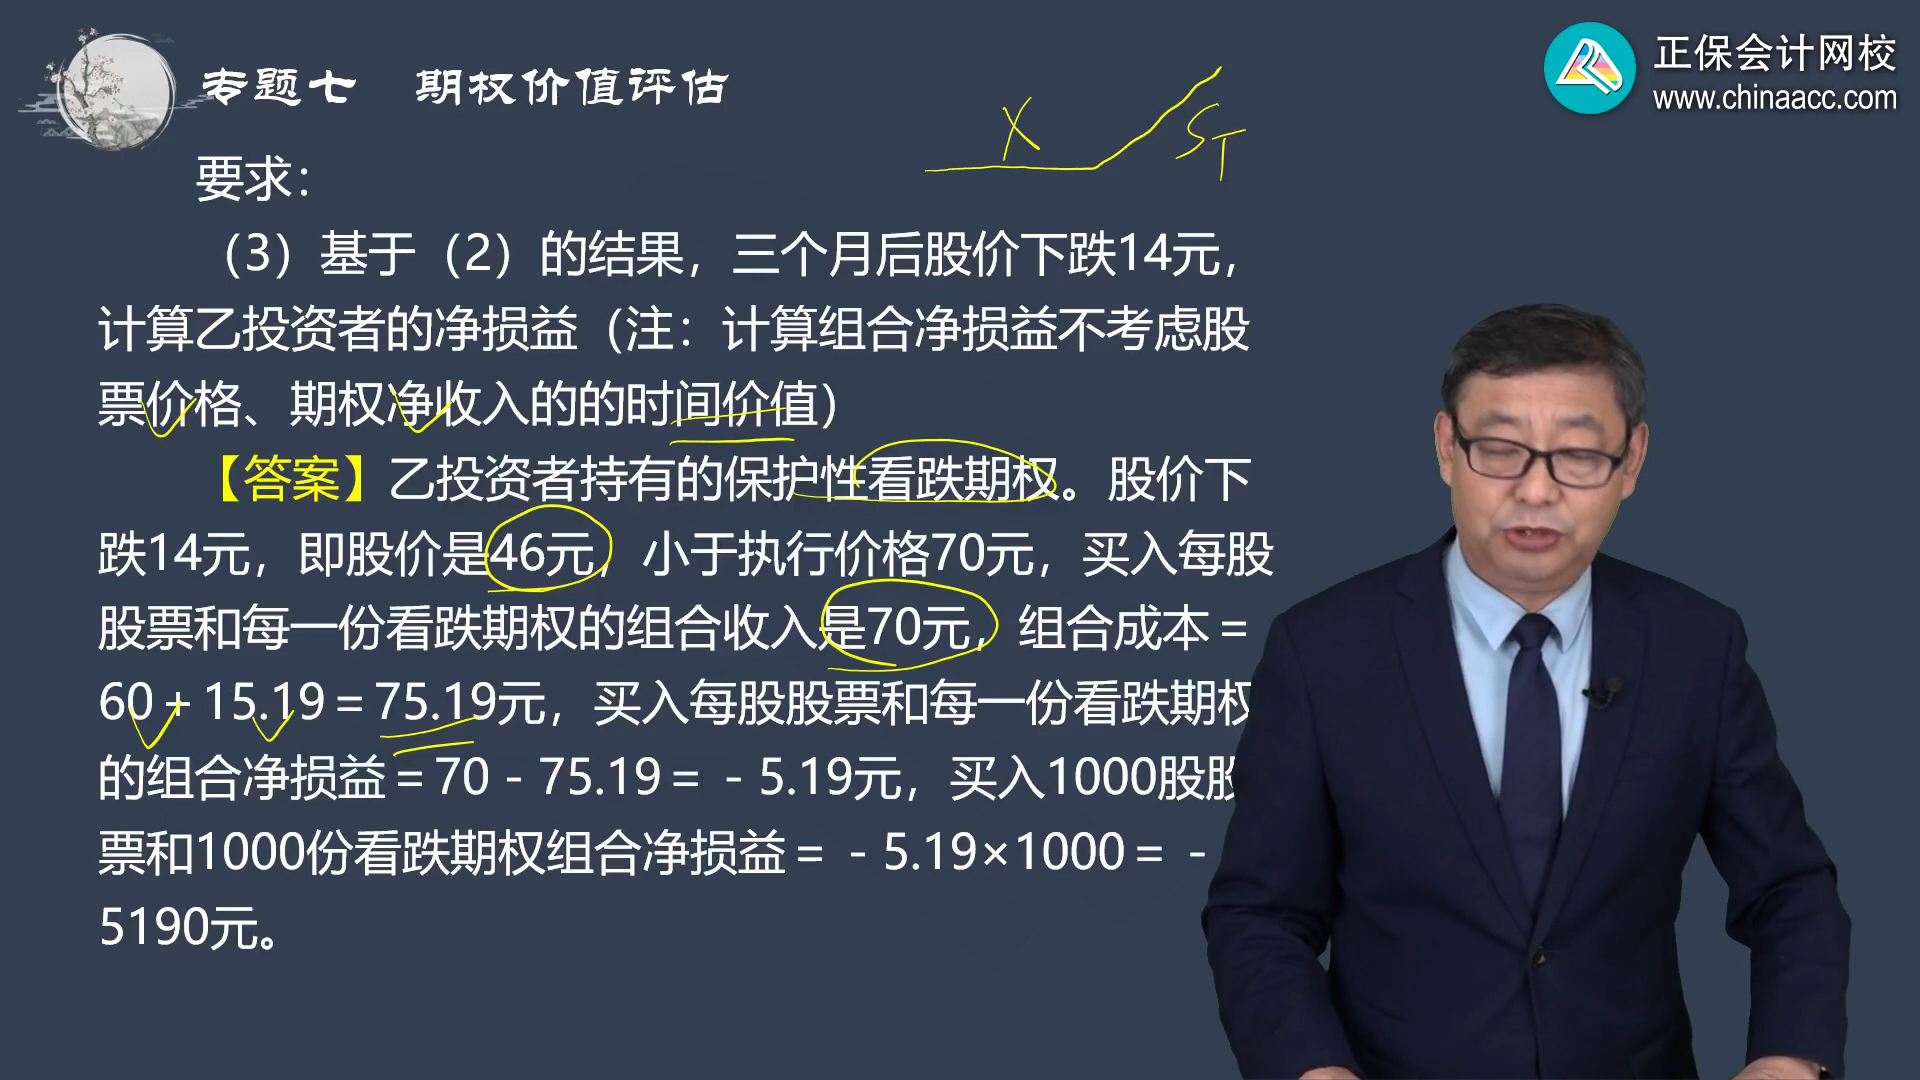 专题七 期权价值评估
正保会计网校
www.chinaacc.com
X
S_T
要求：
（3）基于（2）的结果，三个月后股价下跌14元，
计算乙投资者的净损益（注：计算组合净损益不考虑股
票价格、期权净收入的的时间价值）
【答案】乙投资者持有的保护性看跌期权。股价下
跌14元，即股价是46元，小于执行价格70元，买入每股
股票和每一份看跌期权的组合收入是70元，组合成本＝
60＋15.19＝75.19元，买入每股股票和每一份看跌期权
的组合净损益＝70－75.19＝－5.19元，买入1000股股
票和1000份看跌期权组合净损益＝－5.19×1000＝－
5190元。